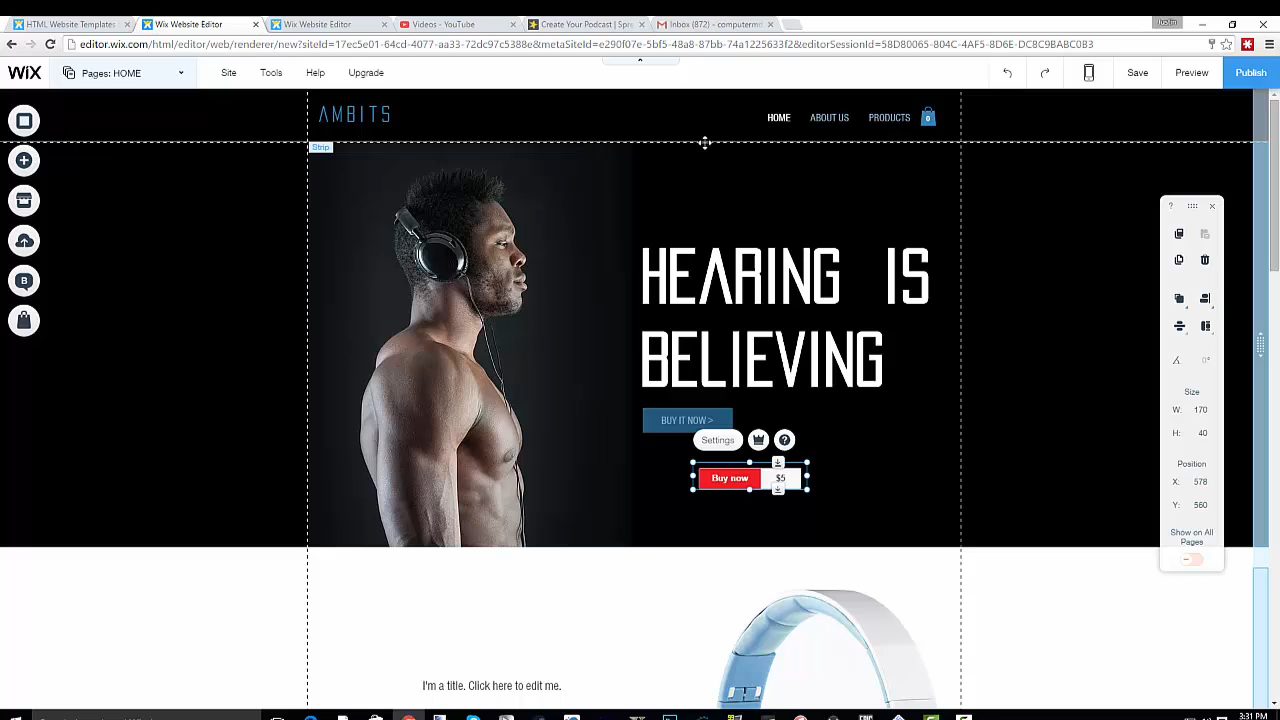 HTML Website Templates
Wix Website Editor
Wix Website Editor
Videos - YouTube
Create Your Podcast | Spre
Inbox (872) - computermi
Justin
editor.wix.com/html/editor/web/renderer/new?siteId=17ec5e01-64cd-4077-aa33-72dc97c5388e&metaSiteId=e290f07e-5bf5-48a8-87bb-74a1225633f2&editorSessionId=58D80065-804C-4AF5-8D6E-DC8C9BABC0B3
WiX
Pages: HOME
Site
Tools
Help
Upgrade
Save
Preview
Publish
AMBITS
HOME
ABOUT US
PRODUCTS
0
Strip
HEARING IS
BELIEVING
BUY IT NOW >
Settings
?
Buy now
$5
B
?
0°
Size
W: 170
H: 40
Position
X: 578
Y: 560
Show on All
Pages
I'm a title. Click here to edit me.
3:31 PM